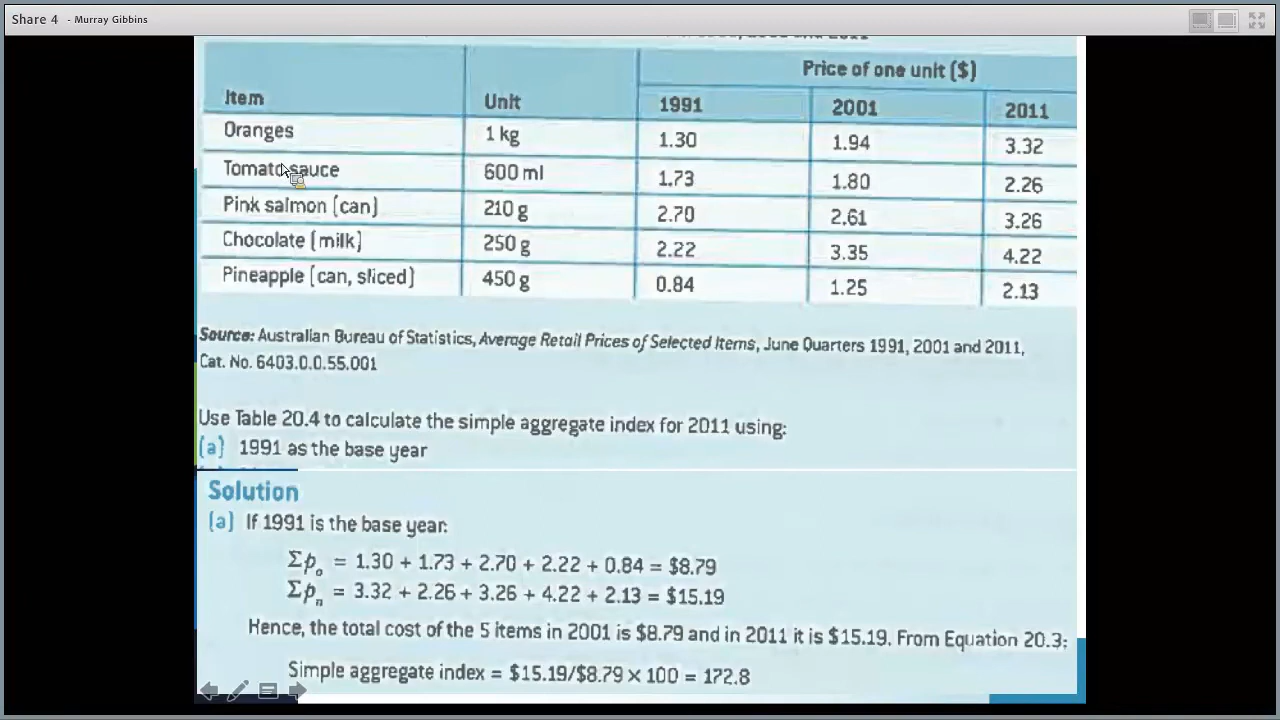 Share 4 - Murray Gibbins
Price of one unit ($)
Item Unit 1991 2001 2011
Oranges 1 kg 1.30 1.94 3.32
Tomato sauce 600 ml 1.73 1.80 2.26
Pink salmon (can) 210 g 2.70 2.61 3.26
Chocolate (milk) 250 g 2.22 3.35 4.22
Pineapple (can, sliced) 450 g 0.84 1.25 2.13
Source: Australian Bureau of Statistics, Average Retail Prices of Selected Items, June Quarters 1991, 2001 and 2011,
Cat. No. 6403.0.0.55.001
Use Table 20.4 to calculate the simple aggregate index for 2011 using:
(a) 1991 as the base year
Solution
(a) If 1991 is the base year:
Σpₒ = 1.30 + 1.73 + 2.70 + 2.22 + 0.84 = $8.79
Σpₙ = 3.32 + 2.26 + 3.26 + 4.22 + 2.13 = $15.19
Hence, the total cost of the 5 items in 2001 is $8.79 and in 2011 it is $15.19. From Equation 20.3:
Simple aggregate index = $15.19/$8.79 × 100 = 172.8